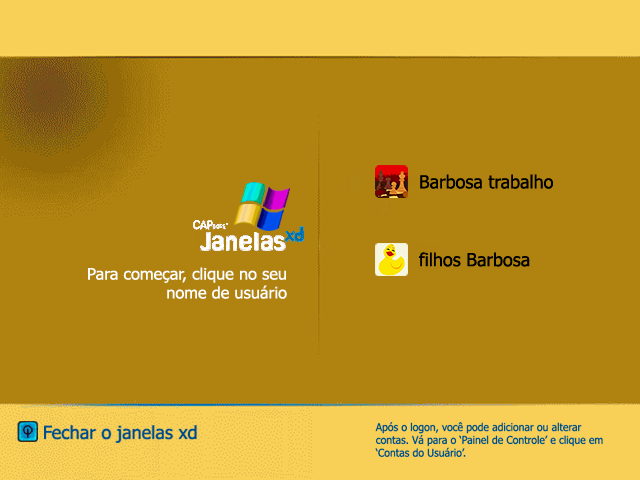 Janelas xd
Para começar, clique no seu
nome de usuário
Barbosa trabalho
filhos Barbosa
Fechar o janelas xd
Após o logon, você pode adicionar ou alterar
contas. Vá para o ‘Painel de Controle’ e clique em
‘Contas do Usuário’.